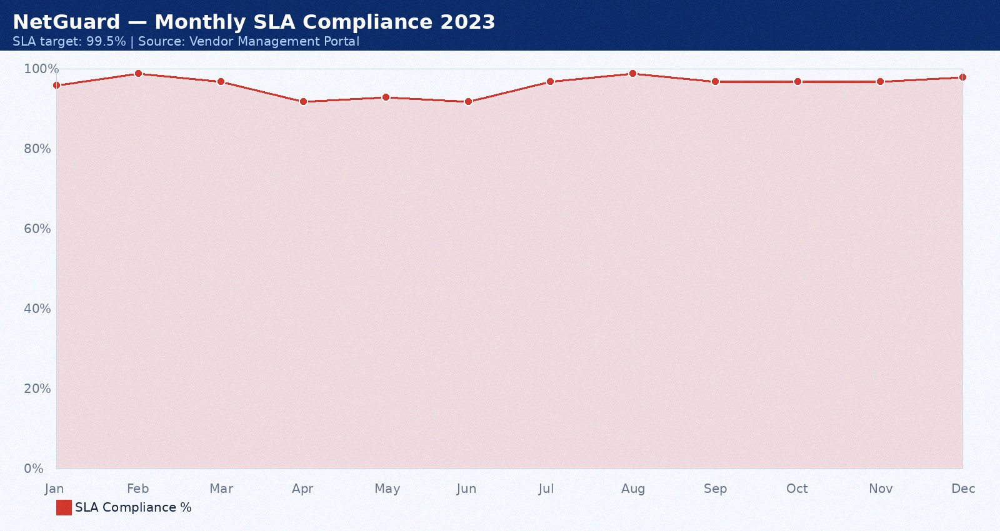 NetGuard — Monthly SLA Compliance 2023
SLA target: 99.5% | Source: Vendor Management Portal
100%
80%
60%
40%
20%
0%
Jan Feb Mar Apr May Jun Jul Aug Sep Oct Nov Dec
SLA Compliance %